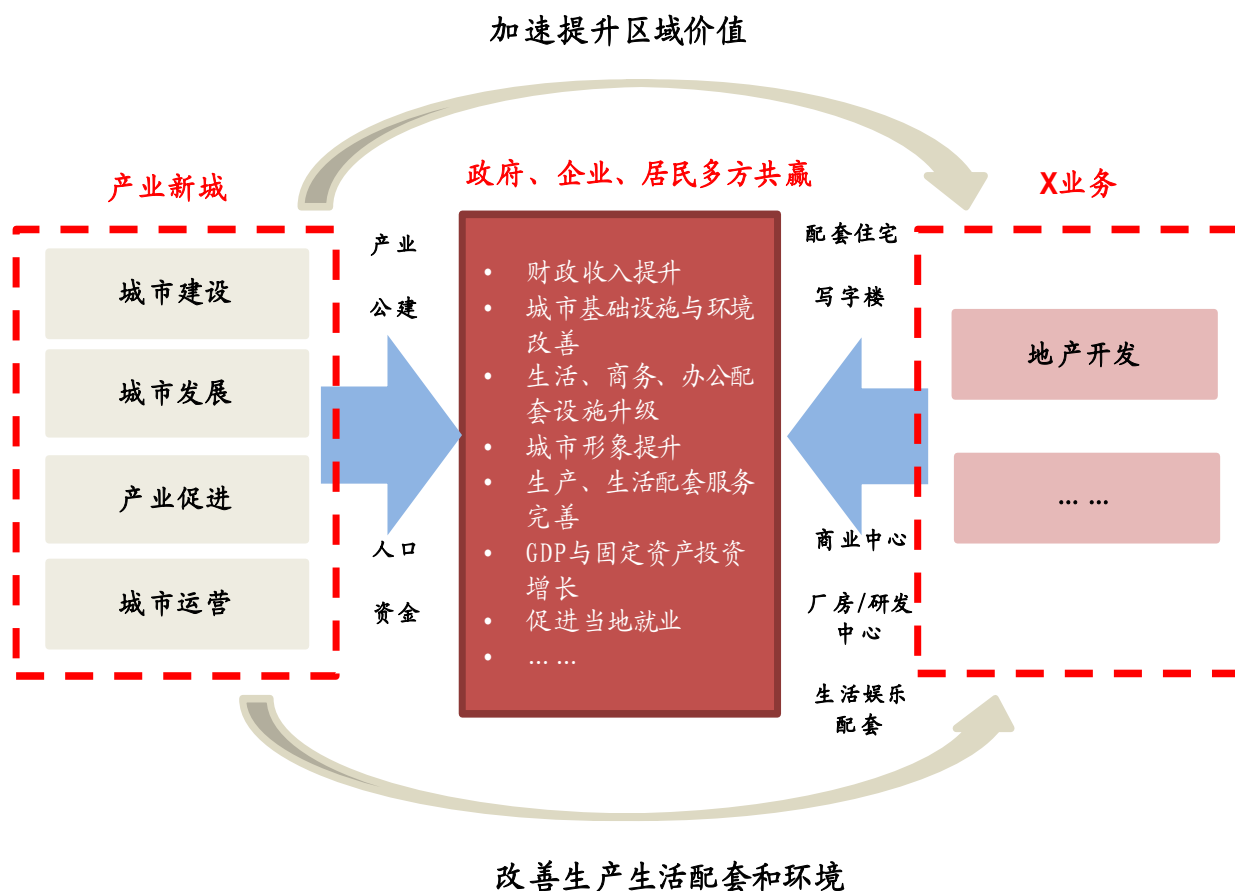 加速提升区域价值
产业新城
城市建设
城市发展
产业促进
城市运营
产业
公建
人口
资金
政府、企业、居民多方共赢
• 财政收入提升
• 城市基础设施与环境
改善
• 生活、商务、办公配
套设施升级
• 城市形象提升
• 生产、生活配套服务
完善
• GDP与固定资产投资
增长
• 促进当地就业
• ... ...
配套住宅
写字楼
商业中心
厂房/研发
中心
生活娱乐
配套
X业务
地产开发
... ...
改善生产生活配套和环境